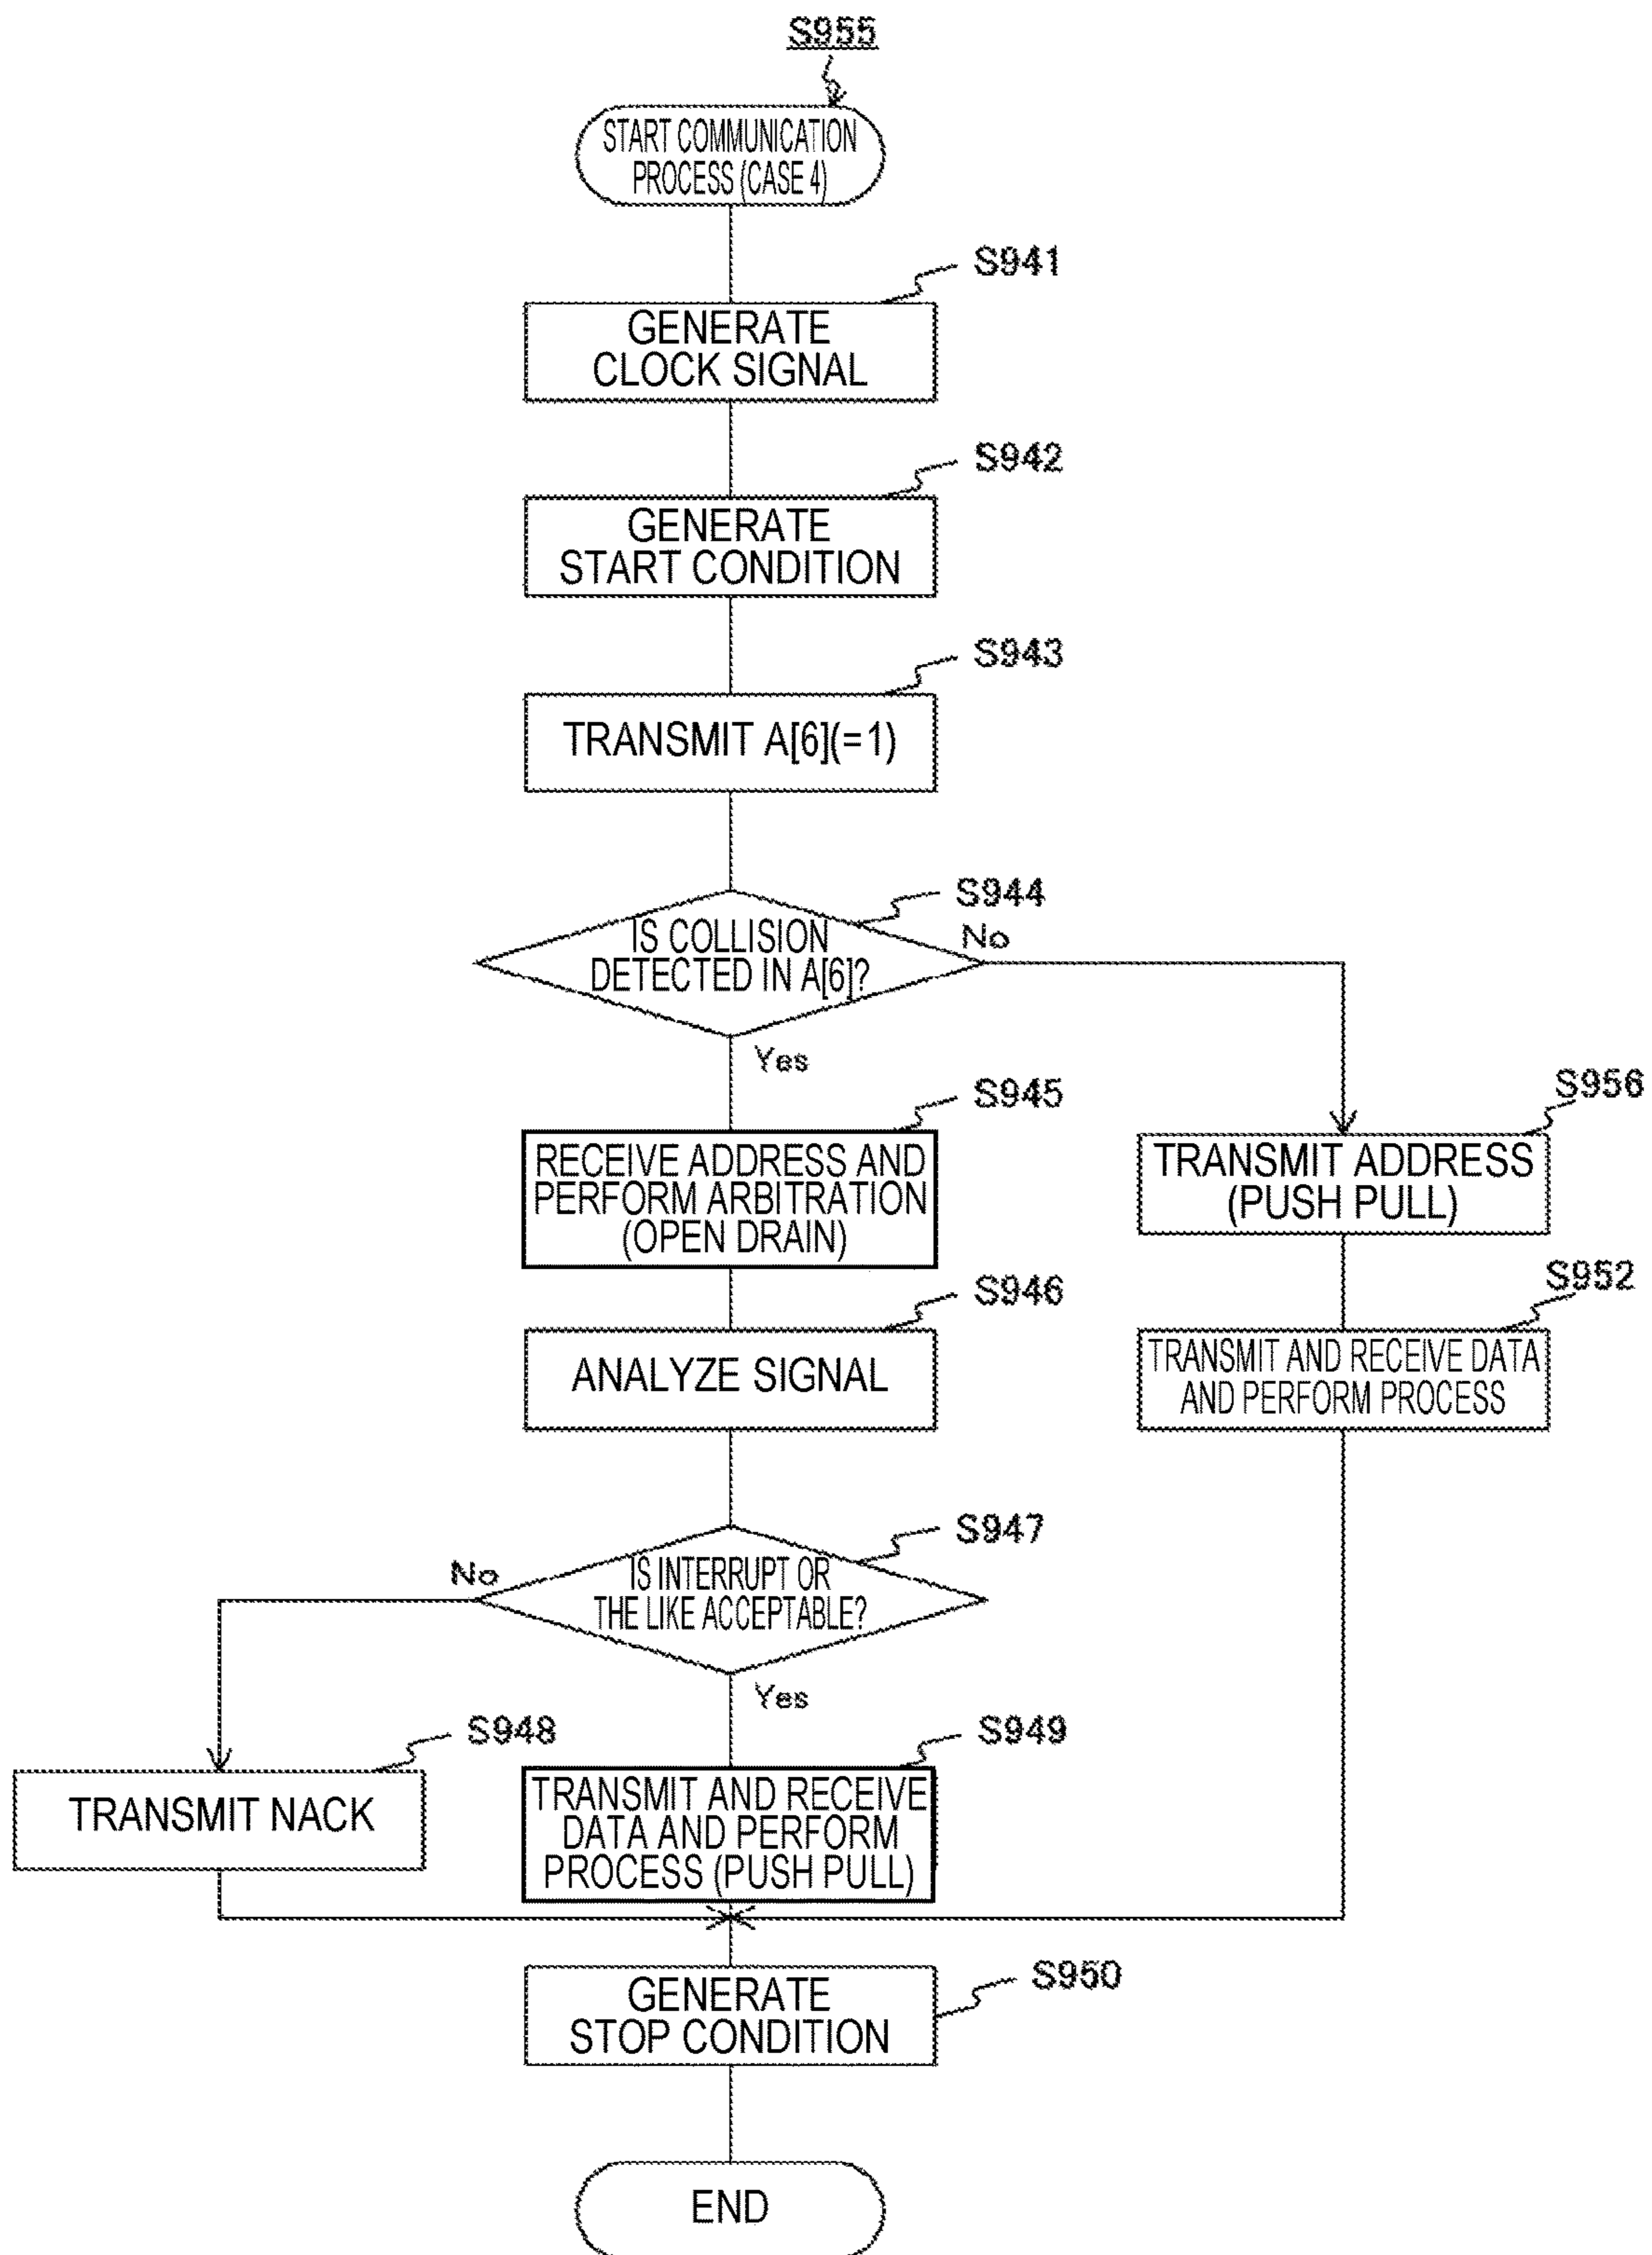 S955
START COMMUNICATION
PROCESS (CASE 4)
S941
GENERATE
CLOCK SIGNAL
S942
GENERATE
START CONDITION
S943
TRANSMIT A[6](=1)
S944
IS COLLISION
DETECTED IN A[6]?
No
Yes
S945
RECEIVE ADDRESS AND
PERFORM ARBITRATION
(OPEN DRAIN)
S956
TRANSMIT ADDRESS
(PUSH PULL)
S946
ANALYZE SIGNAL
S952
TRANSMIT AND RECEIVE DATA
AND PERFORM PROCESS
S947
IS INTERRUPT OR
THE LIKE ACCEPTABLE?
No
Yes
S948
TRANSMIT NACK
S949
TRANSMIT AND RECEIVE
DATA AND PERFORM
PROCESS (PUSH PULL)
S950
GENERATE
STOP CONDITION
END